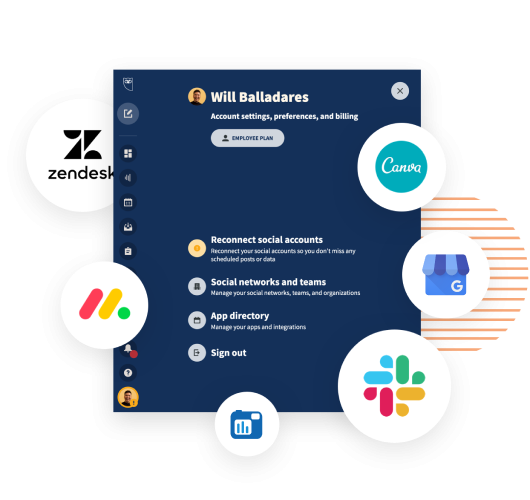 Will Balladares
Account settings, preferences, and billing
EMPLOYEE PLAN
zendesk
Canva
Reconnect social accounts
Reconnect your social accounts so you don't miss any
scheduled posts or data
Social networks and teams
Manage your social networks, teams, and organizations
G
App directory
Manage your apps and integrations
Sign out